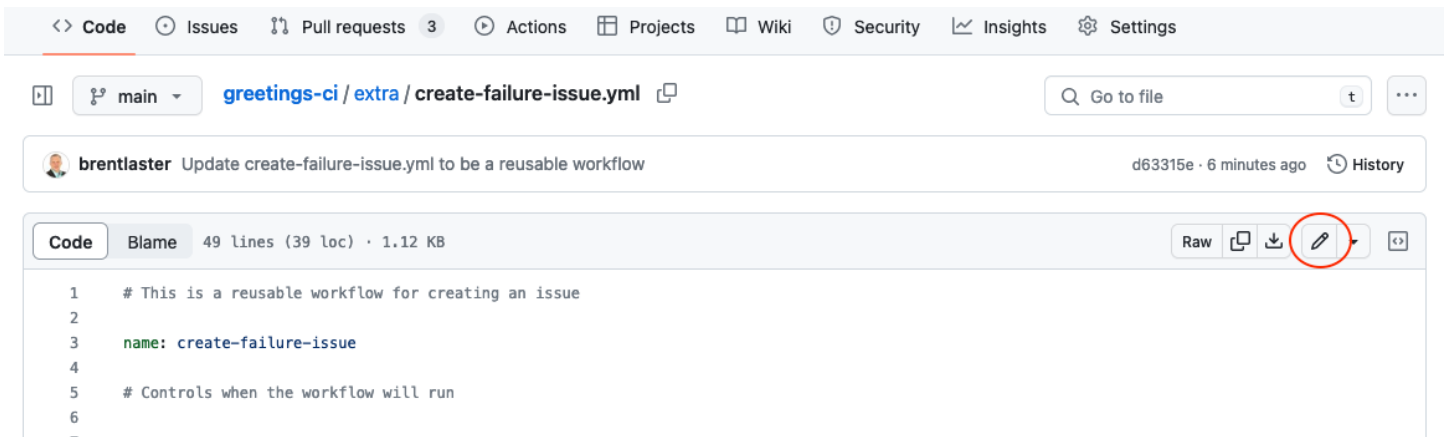 Code Issues Pull requests 3 Actions Projects Wiki Security Insights Settings
main greetings-ci / extra / create-failure-issue.yml Go to file t
brentlaster Update create-failure-issue.yml to be a reusable workflow d63315e · 6 minutes ago History
Code Blame 49 lines (39 loc) · 1.12 KB Raw
1 # This is a reusable workflow for creating an issue
2
3 name: create-failure-issue
4
5 # Controls when the workflow will run
6